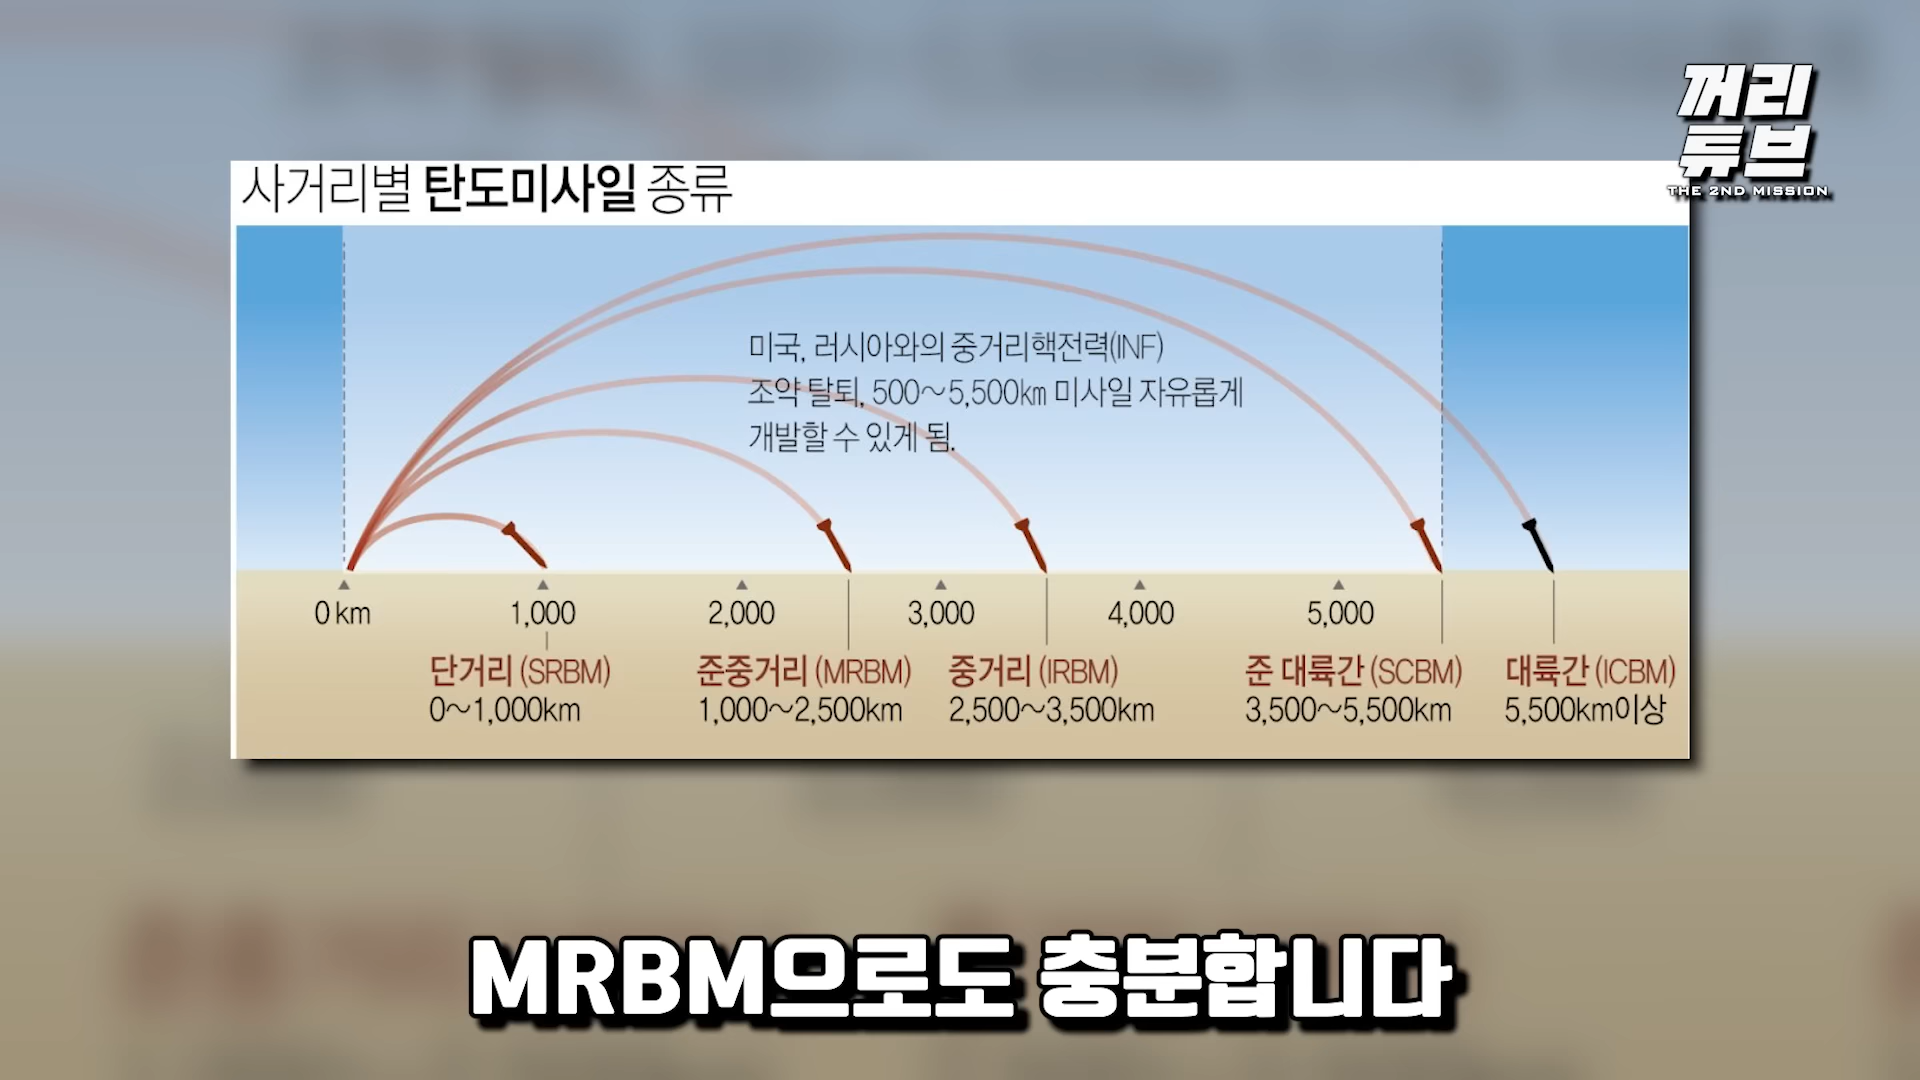 꺼리
튜브
THE 2ND MISSION
사거리별 탄도미사일 종류
미국, 러시아와의 중거리핵전력(INF)
조약 탈퇴, 500~5,500㎞ 미사일 자유롭게
개발할 수 있게 됨.
0 km 1,000 2,000 3,000 4,000 5,000
단거리 (SRBM) 준중거리 (MRBM) 중거리 (IRBM) 준 대륙간 (SCBM) 대륙간 (ICBM)
0~1,000km 1,000~2,500km 2,500~3,500km 3,500~5,500km 5,500km이상
MRBM으로도 충분합니다